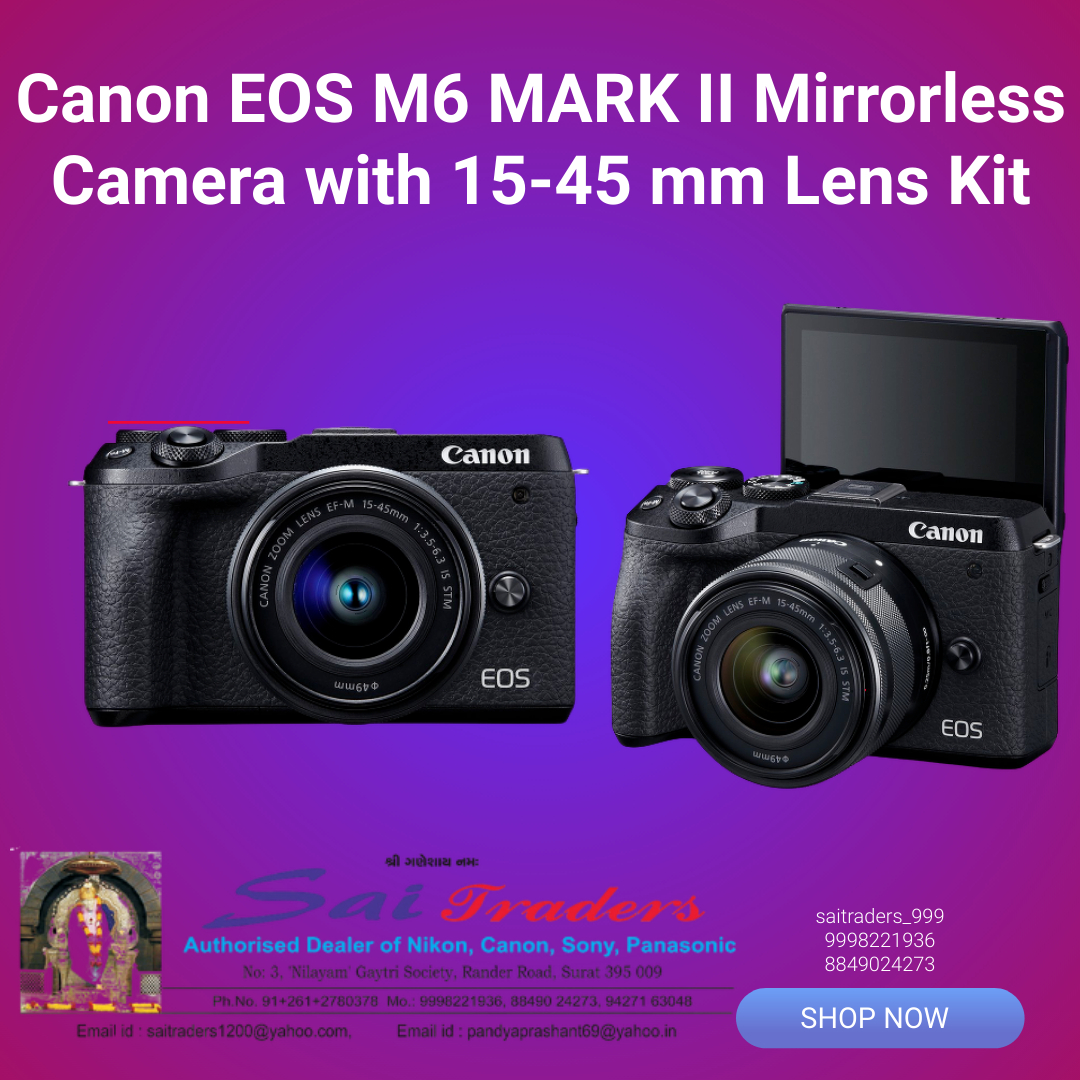 Canon EOS M6 MARK II Mirrorless
Camera with 15-45 mm Lens Kit
M-Fn
Canon
CANON ZOOM LENS EF-M 15-45mm 1:3.5-6.3 IS STM
Φ49mm
EOS
Canon
CANON ZOOM LENS EF-M 15-45mm 1:3.5-6.3 IS STM
Φ49mm
EOS
શ્રી ગણેશાય નમઃ
Sai Traders
Authorised Dealer of Nikon, Canon, Sony, Panasonic
No: 3, 'Nilayam' Gaytri Society, Rander Road, Surat 395 009
Ph.No. 91+261+2780378 Mo.: 9998221936, 88490 24273, 94271 63048
Email id : saitraders1200@yahoo.com, Email id : pandyaprashant69@yahoo.in
saitraders_999
9998221936
8849024273
SHOP NOW